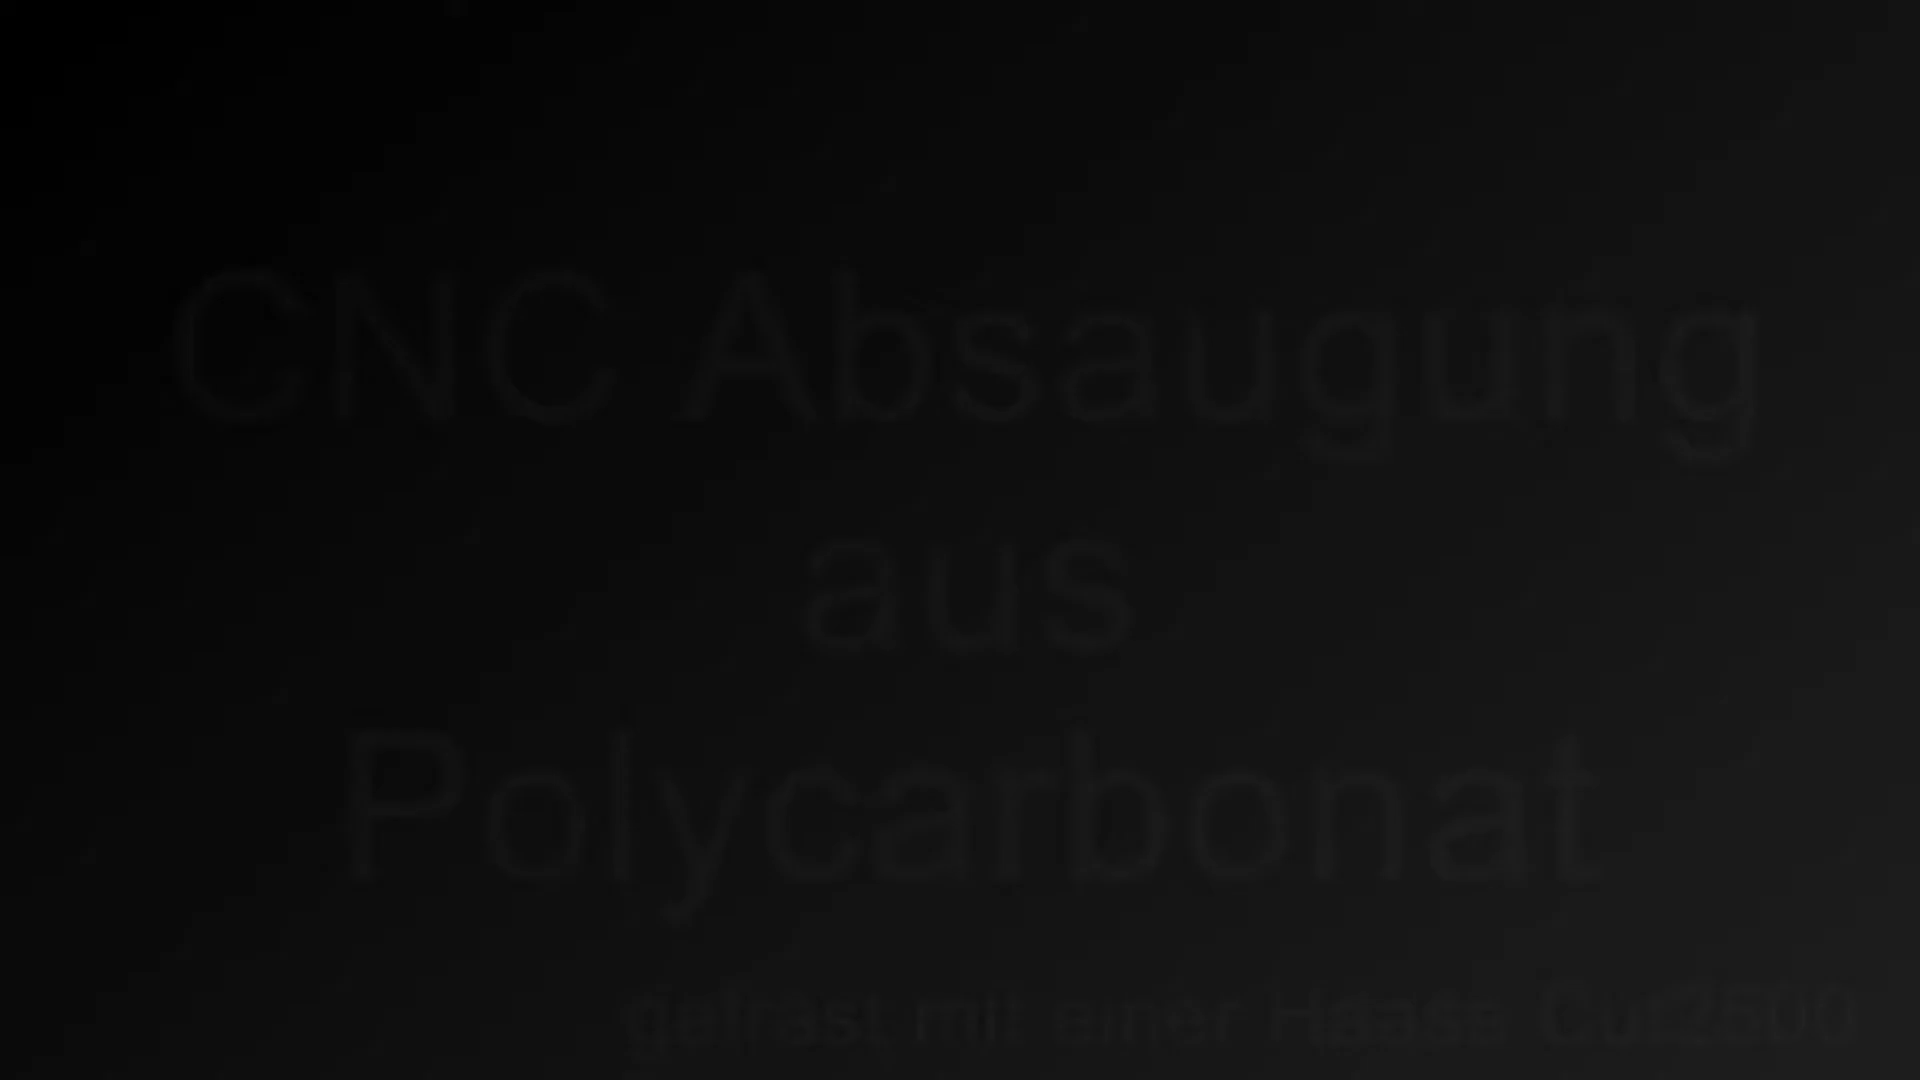 CNC Absaugung
aus
Polycarbonat
gefräst mit einer Haase Cut2500